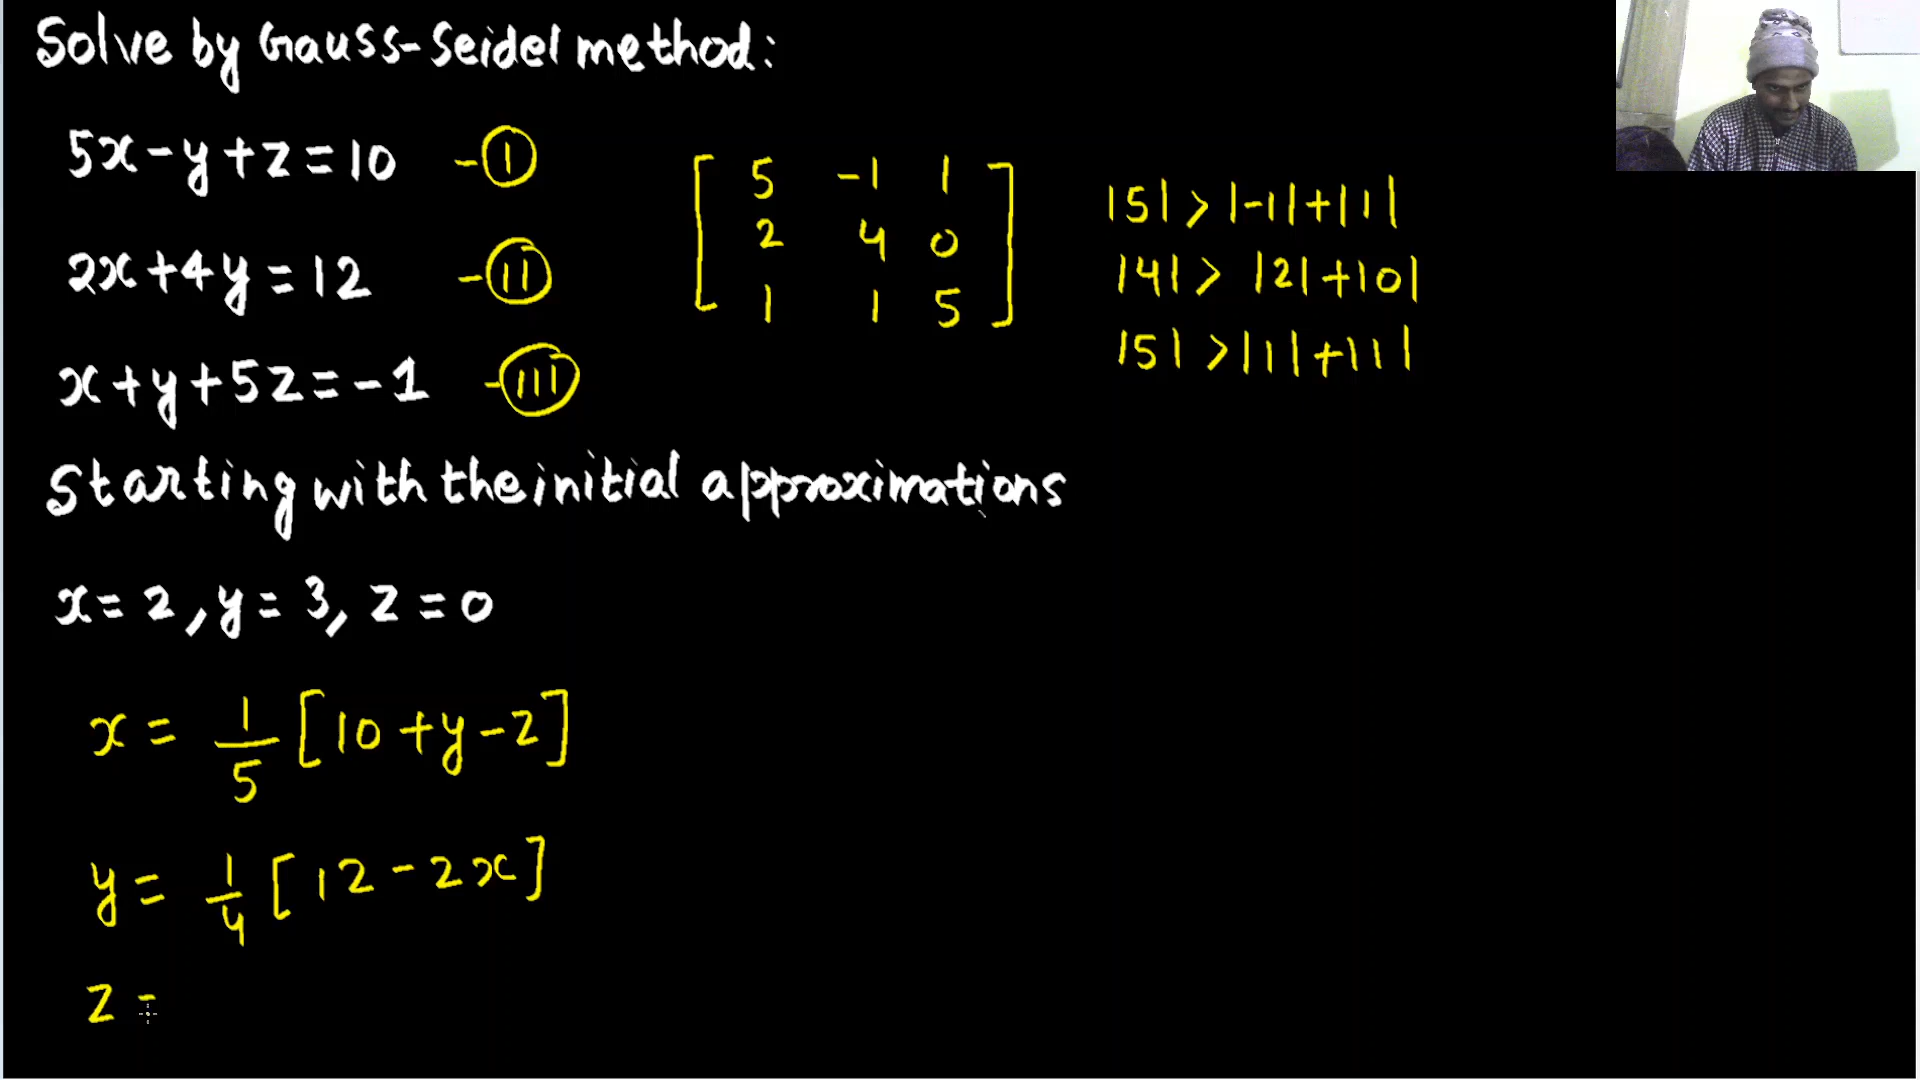 Solve by Gauss-Seidel method:
5x-y+z=10 -(I)
2x+4y=12 -(II)
x+y+5z=-1 -(III)
[5 -1 1
2 4 0
1 1 5]
|5| > |-1|+|1|
|4| > |2|+|0|
|5| > |1|+|1|
Starting with the initial approximations
x=2, y=3, z=0
x = 1/5 [10+y-z]
y = 1/4 [12-2x]
z =